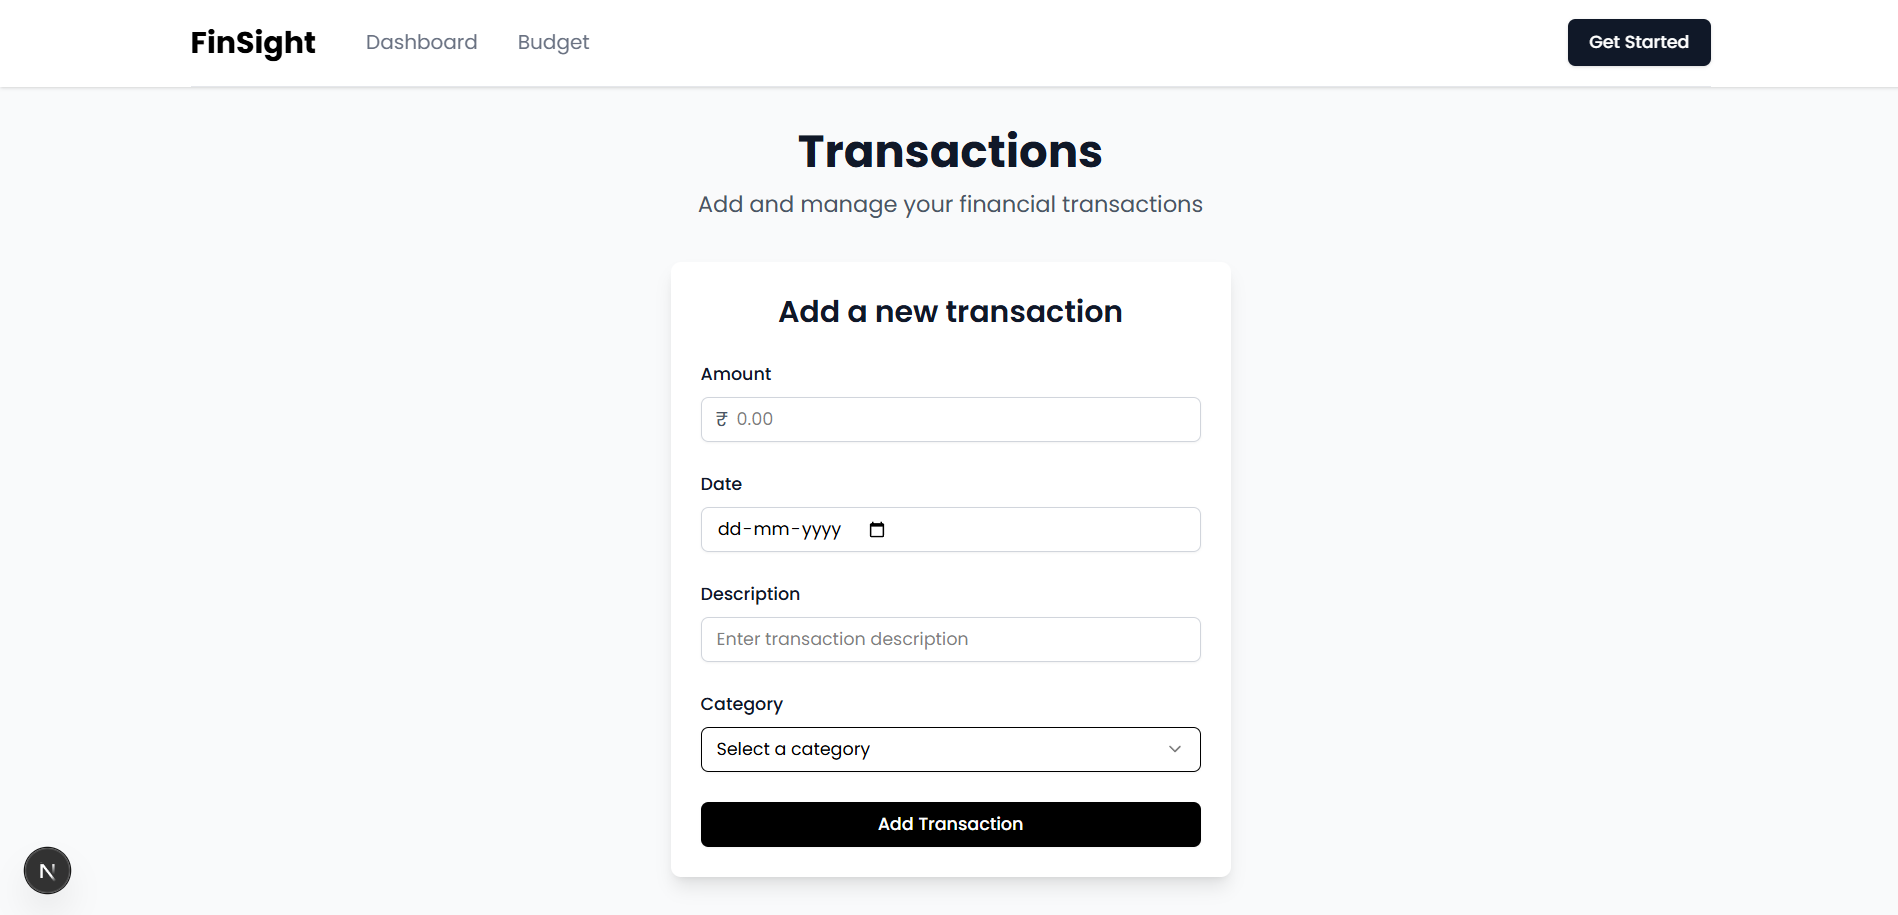 FinSight
Dashboard
Budget
Get Started
Transactions
Add and manage your financial transactions
Add a new transaction
Amount
₹ 0.00
Date
dd-mm-yyyy
Description
Enter transaction description
Category
Select a category
Add Transaction
N